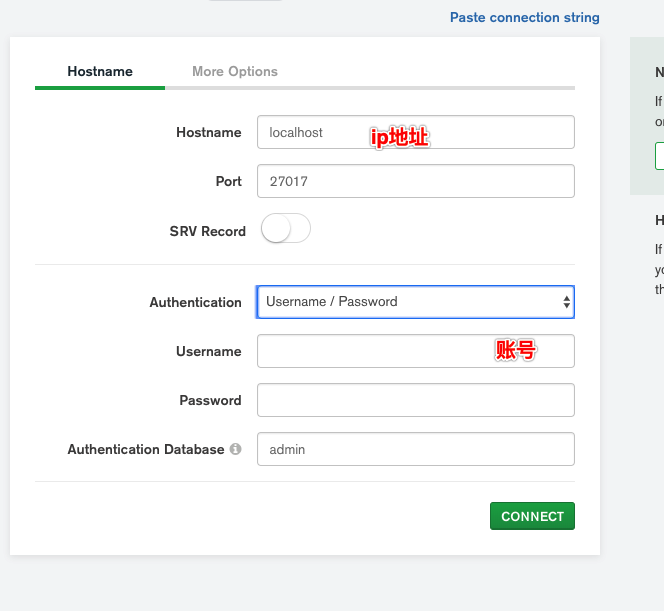 Paste connection string
Hostname More Options
Hostname localhost ip地址
Port 27017
SRV Record
Authentication Username / Password
Username 账号
Password
Authentication Database admin
CONNECT
N
If
or
H
If
yo
th